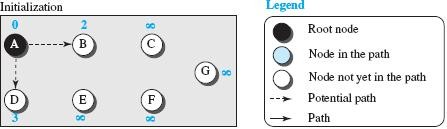 Initialization
Legend
0 2 ∞
A B C
G ∞
D E F
3 ∞ ∞
Root node
Node in the path
Node not yet in the path
Potential path
Path